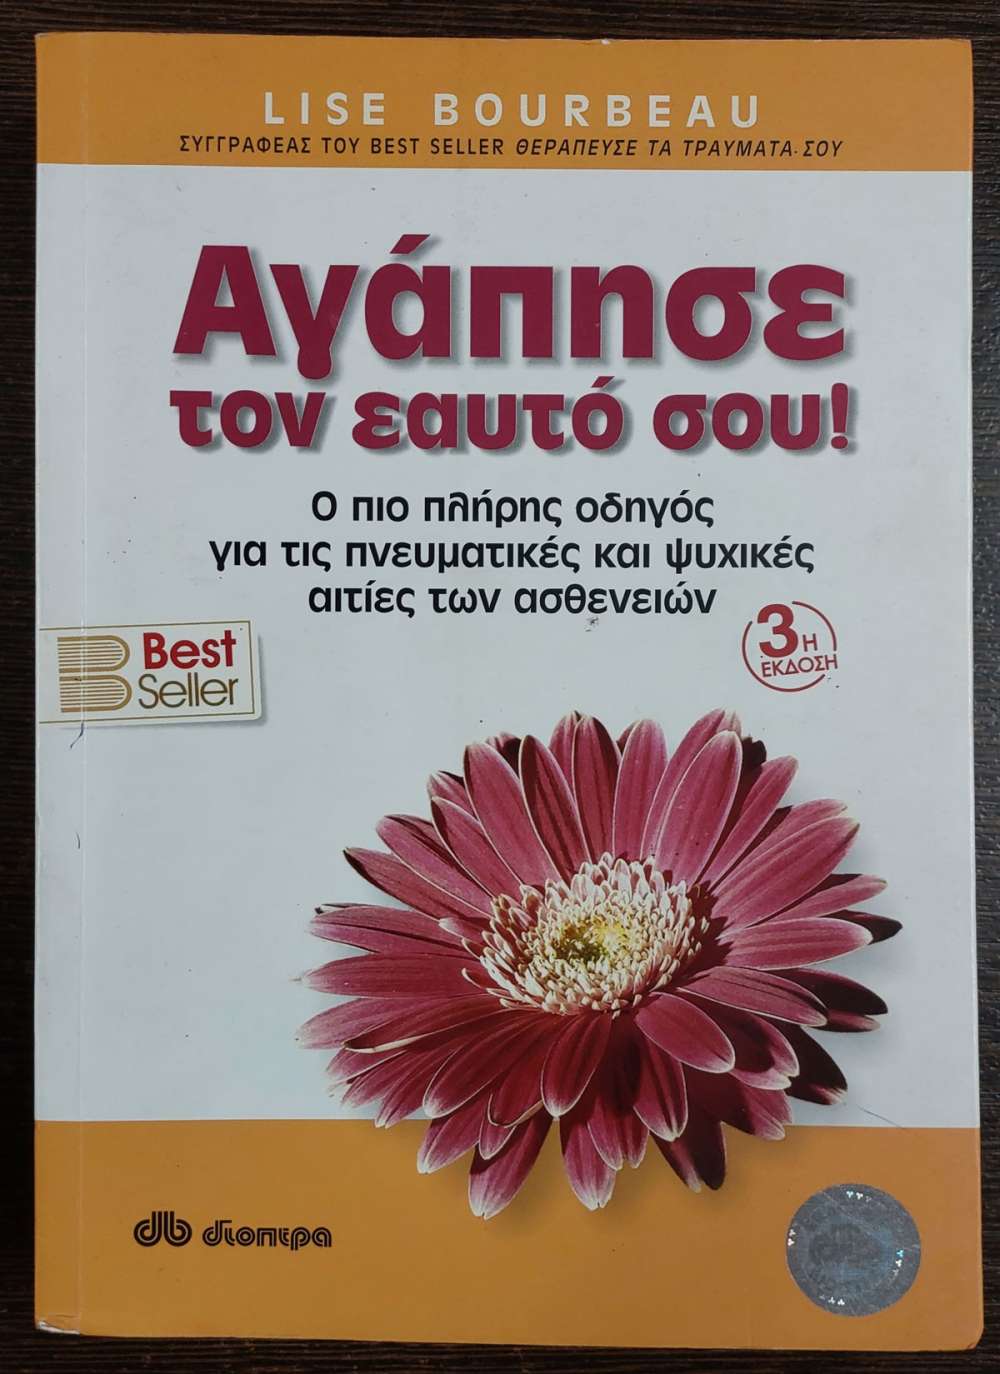 LISE BOURBEAU
ΣΥΓΓΡΑΦΕΑΣ ΤΟΥ BEST SELLER ΘΕΡΑΠΕΥΣΕ ΤΑ ΤΡΑΥΜΑΤΑ ΣΟΥ
Αγάπησε
τον εαυτό σου!
Ο πιο πλήρης οδηγός
για τις πνευματικές και ψυχικές
αιτίες των ασθενειών
Best
Seller
3Η
ΕΚΔΟΣΗ
db διοπτρα